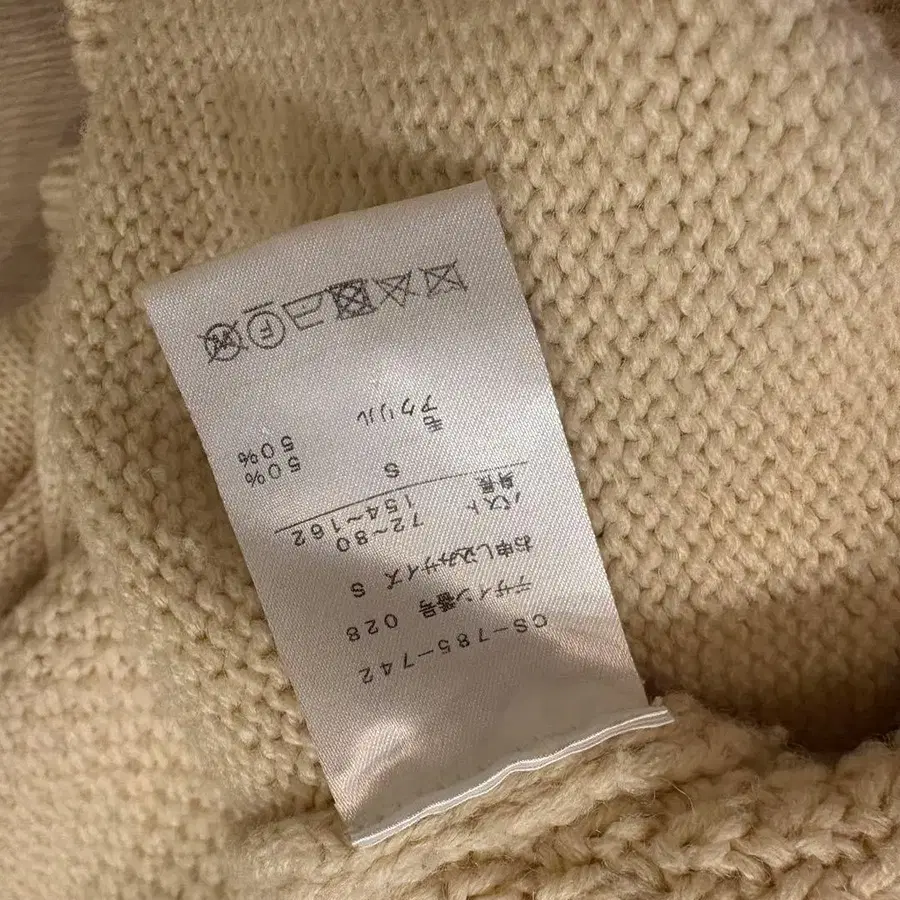 CS-785-742
デザイン番号 028
お申し込みサイズ S
バスト 72~80
身長 154~162
S
毛 50%
アクリル 50%
F
W